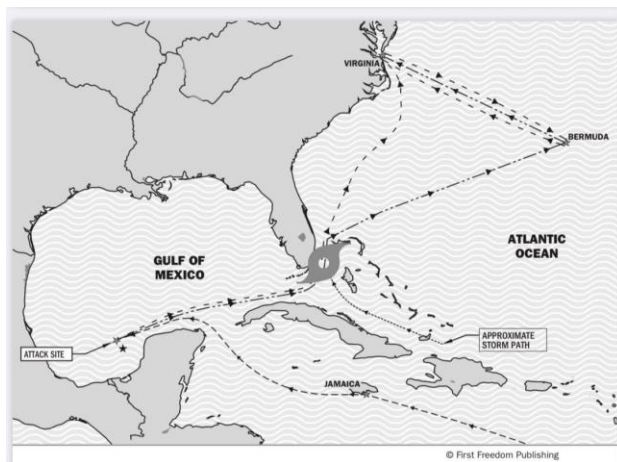 VIRGINIA
BERMUDA
ATLANTIC
OCEAN
GULF OF
MEXICO
APPROXIMATE
STORM PATH
ATTACK SITE
JAMAICA
© First Freedom Publishing